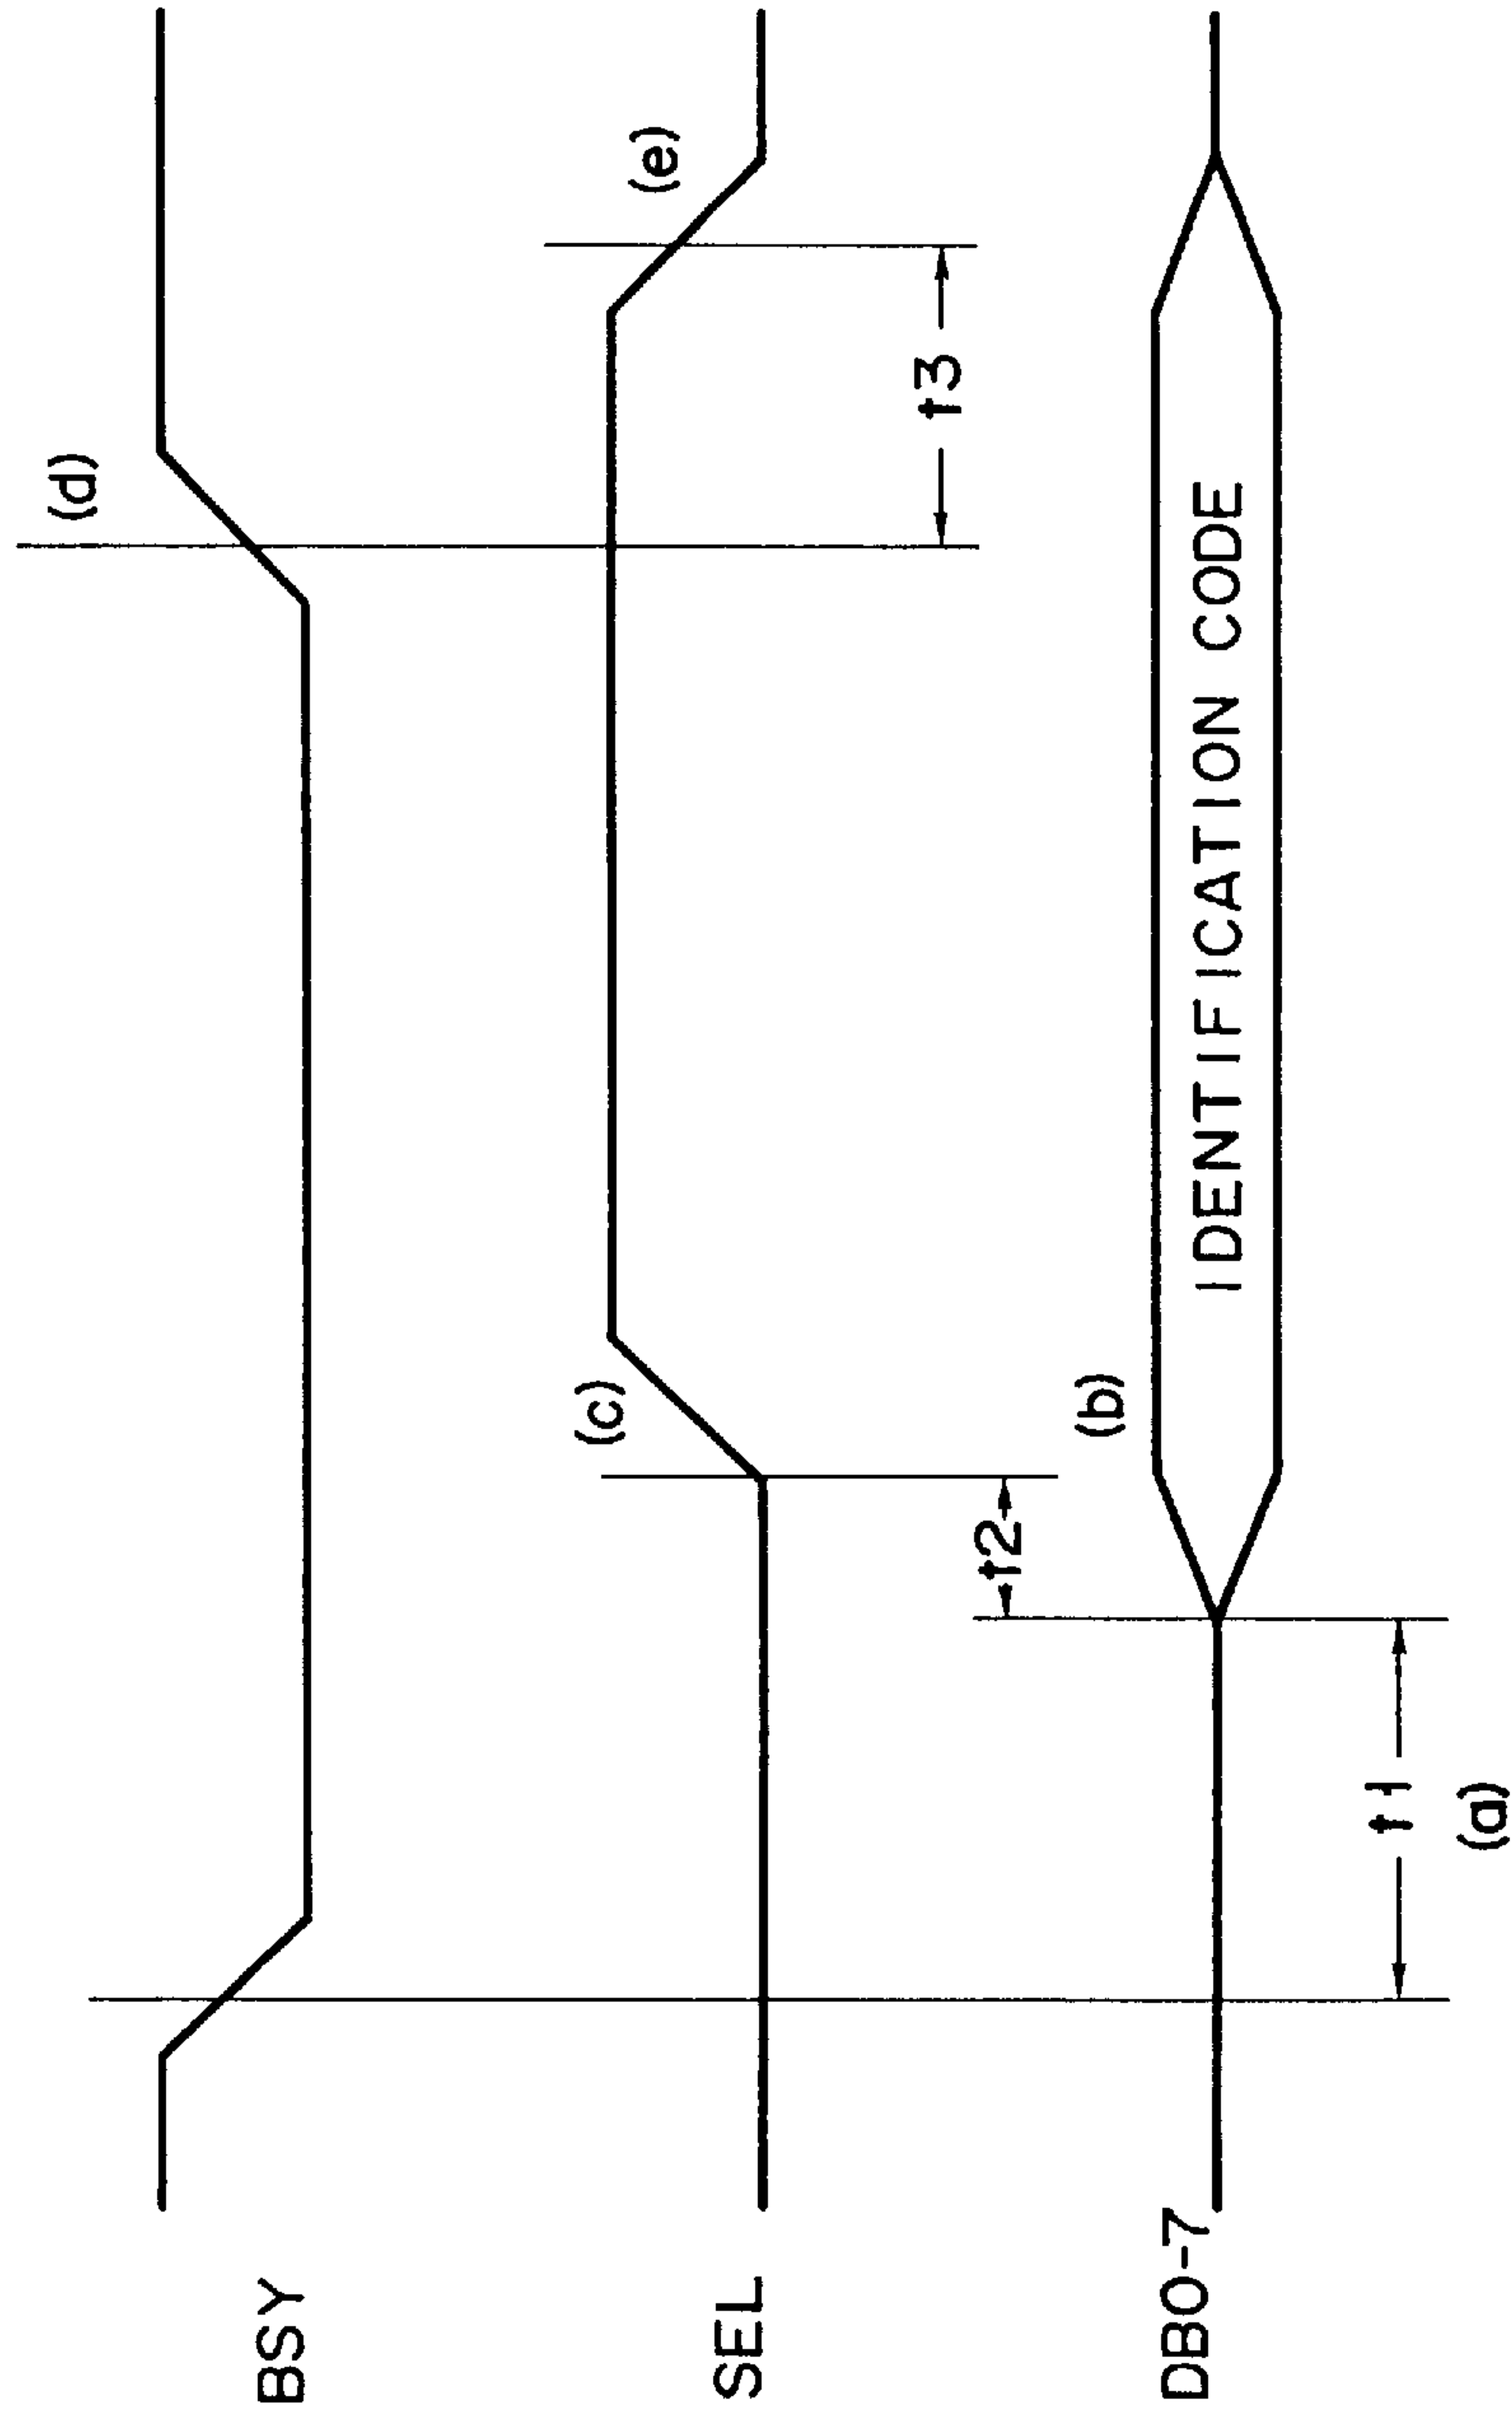 BSY
(d)
SEL
(c)
(e)
t2
t3
DB0-7
(b)
IDENTIFICATION CODE
t1
(a)